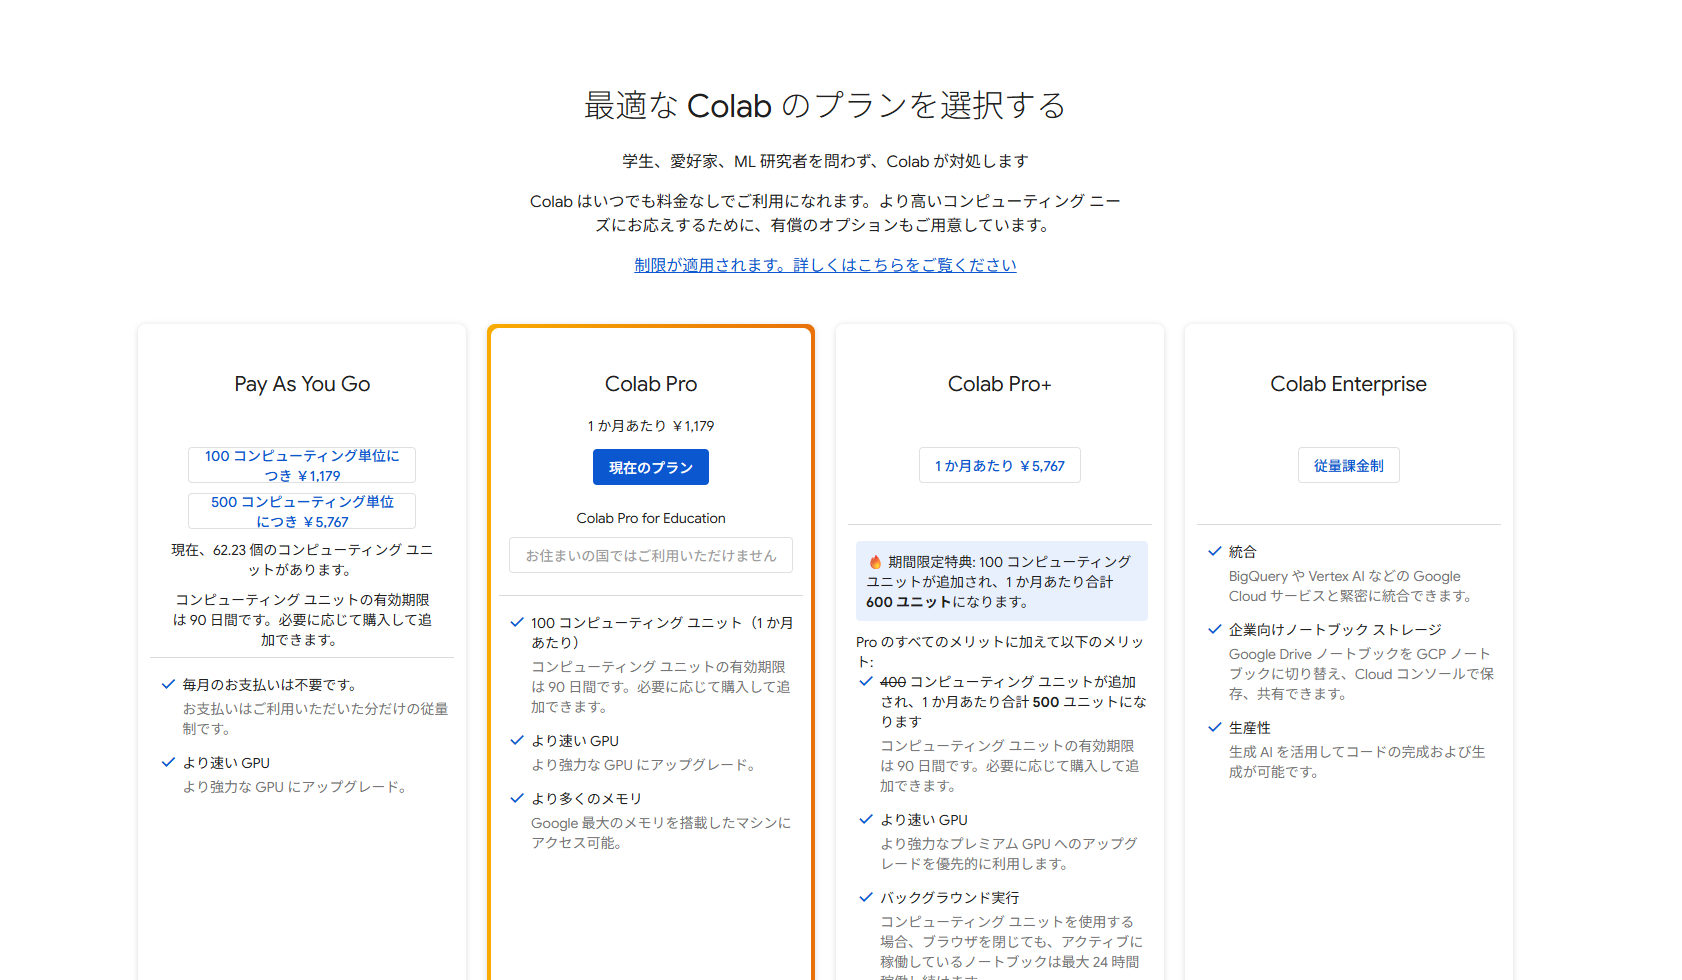 最適な Colab のプランを選択する
学生、愛好家、ML 研究者を問わず、Colab が対処します
Colab はいつでも料金なしでご利用になれます。より高いコンピューティング ニー
ズにお応えするために、有償のオプションもご用意しています。
制限が適用されます。詳しくはこちらをご覧ください
Pay As You Go
100 コンピューティング単位に
つき ￥1,179
500 コンピューティング単位
につき ￥5,767
現在、62.23 個のコンピューティング ユニ
ットがあります。
コンピューティング ユニットの有効期限
は 90 日間です。必要に応じて購入して追
加できます。
毎月のお支払いは不要です。
お支払いはご利用いただいた分だけの従量
制です。
より速い GPU
より強力な GPU にアップグレード。
Colab Pro
1 か月あたり ￥1,179
現在のプラン
Colab Pro for Education
お住まいの国ではご利用いただけません
100 コンピューティング ユニット（1 か月
あたり）
コンピューティング ユニットの有効期限
は 90 日間です。必要に応じて購入して追
加できます。
より速い GPU
より強力な GPU にアップグレード。
より多くのメモリ
Google 最大のメモリを搭載したマシンに
アクセス可能。
Colab Pro+
1 か月あたり ￥5,767
🔥 期間限定特典: 100 コンピューティング
ユニットが追加され、1 か月あたり合計
600 ユニットになります。
Pro のすべてのメリットに加えて以下のメリッ
ト:
400 コンピューティング ユニットが追加
され、1 か月あたり合計 500 ユニットにな
ります
コンピューティング ユニットの有効期限
は 90 日間です。必要に応じて購入して追
加できます。
より速い GPU
より強力なプレミアム GPU へのアップグ
レードを優先的に利用します。
バックグラウンド実行
コンピューティング ユニットを使用する
場合、ブラウザを閉じても、アクティブに
稼働しているノートブックは最大 24 時間
Colab Enterprise
従量課金制
統合
BigQuery や Vertex AI などの Google
Cloud サービスと緊密に統合できます。
企業向けノートブック ストレージ
Google Drive ノートブックを GCP ノート
ブックに切り替え、Cloud コンソールで保
存、共有できます。
生産性
生成 AI を活用してコードの完成および生
成が可能です。